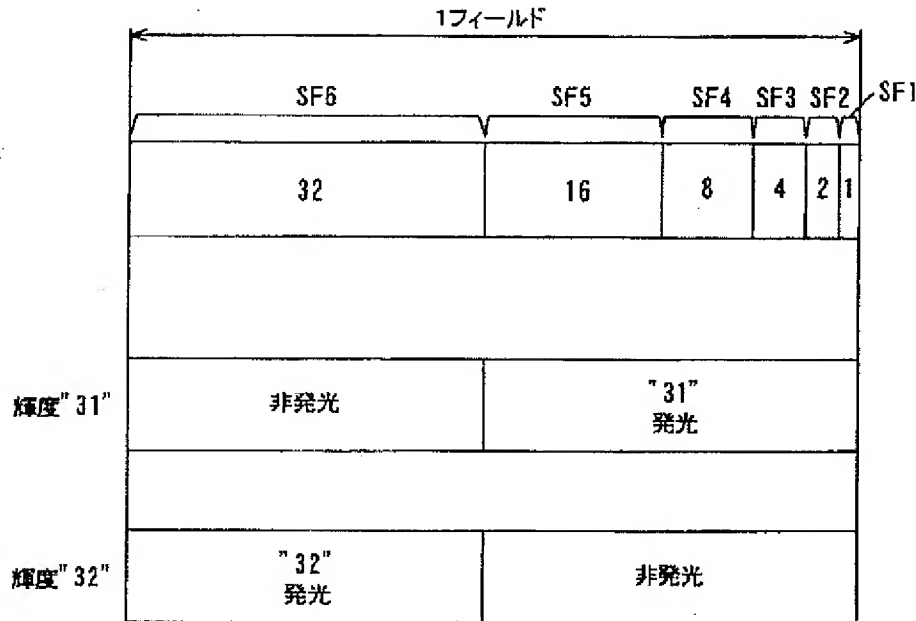 1フィールド
SF6 SF5 SF4 SF3 SF2 SF1
32 16 8 4 2 1
輝度"31" 非発光 "31"
発光
輝度"32" "32"
発光 非発光